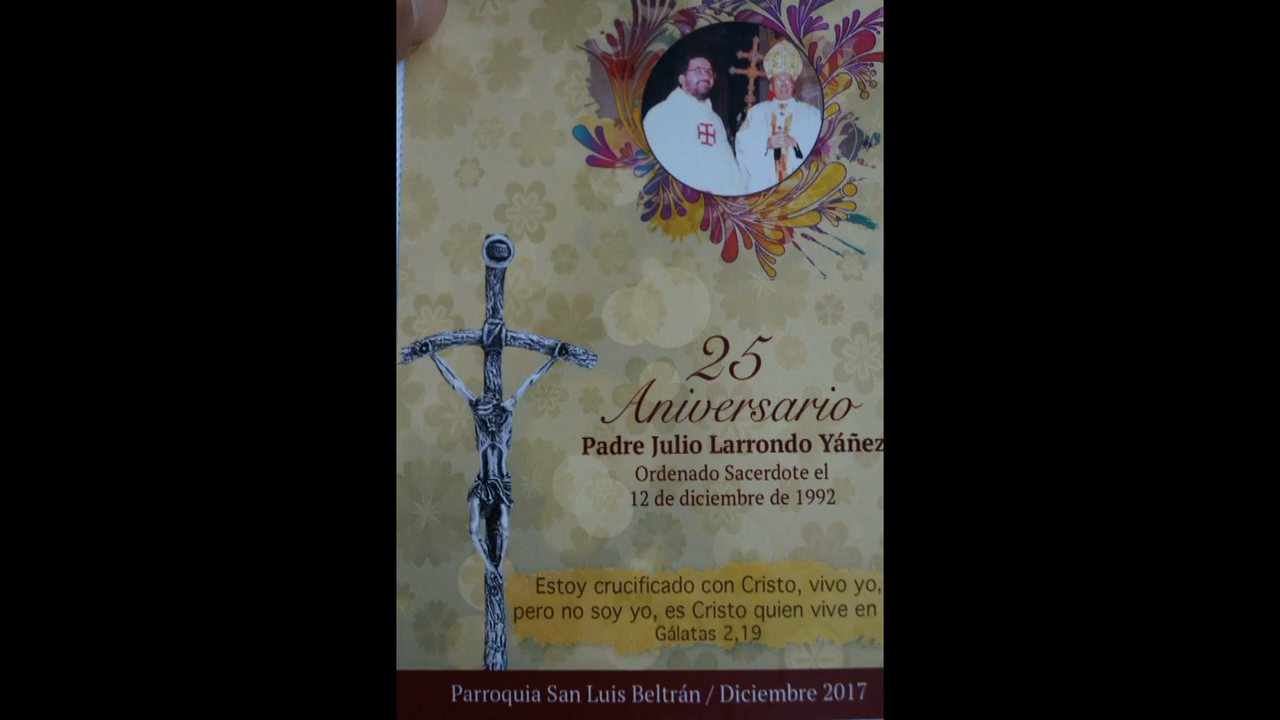 25
Aniversario
Padre Julio Larrondo Yáñez
Ordenado Sacerdote el
12 de diciembre de 1992
Estoy crucificado con Cristo, vivo yo,
pero no soy yo, es Cristo quien vive en
Gálatas 2,19
Parroquia San Luis Beltrán / Diciembre 2017